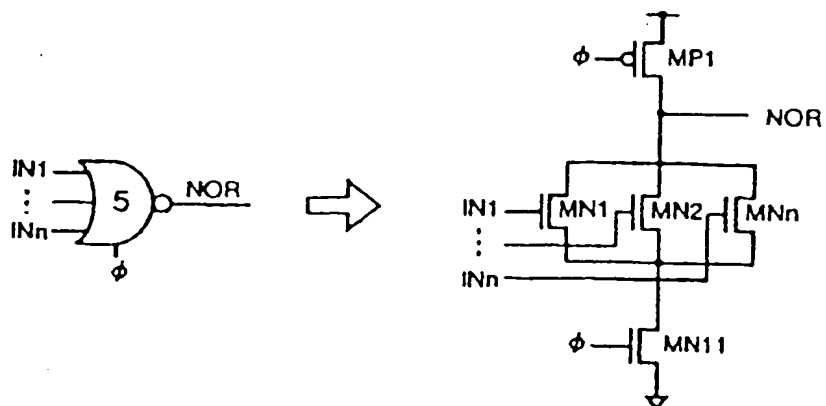 ϕ MP1
NOR
IN1
⋮
INn
5
NOR
ϕ
IN1 MN1 MN2 MNn
⋮
INn
ϕ MN11